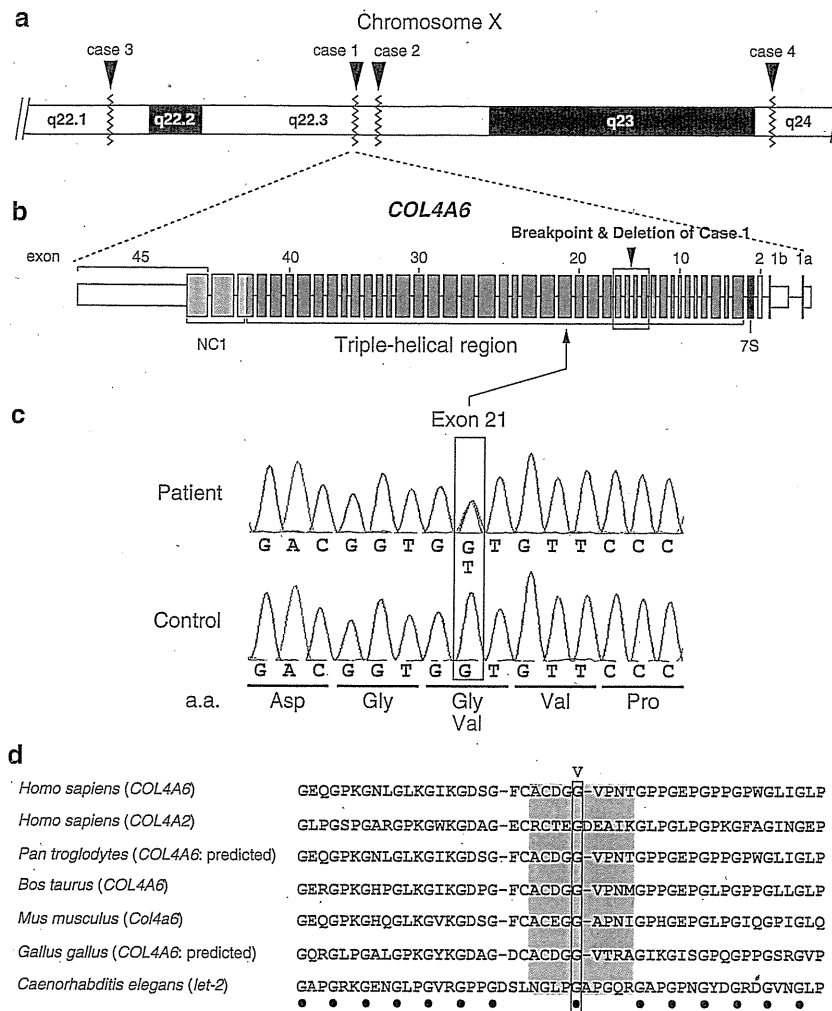 a
Chromosome X
case 3 case 1 case 2 case 4
q22.1 q22.2 q22.3 q23 q24
b
COL4A6
Breakpoint & Deletion of Case 1
exon 45 40 30 20 10 2 1b 1a
NC1 Triple-helical region 7S
c
Exon 21
Patient
G A C G G T G G T G T T C C C
T
Control
G A C G G T G G T G T T C C C
a.a. Asp Gly Gly Val Pro
Val
d
V
Homo sapiens (COL4A6) GEQGPKGNLGLKGIKGDSG-FCACDGG-VPNTGPPGEPGPPGPWGLIGLP
Homo sapiens (COL4A2) GLPGSPGARGPKGWKGDAG-ECRCTEGDEAIKGLPGLPGPKGFAGINGEP
Pan troglodytes (COL4A6: predicted) GEQGPKGNLGLKGIKGDSG-FCACDGG-VPNTGPPGEPGPPGPWGLIGLP
Bos taurus (COL4A6) GERGPKGHPGLKGIKGDPG-FCACDGG-VPNMGPPGEPGLPGPPGLLGLP
Mus musculus (Col4a6) GEQGPKGHQGLKGVKGDSG-FCACEGG-APNIGPHGEPGLPGIQGPIGLQ
Gallus gallus (COL4A6: predicted) GQRGLPGALGPKGYKGDAG-DCACDGG-VTRAGIKGISGPQGPPGSRGVP
Caenorhabditis elegans (let-2) GAPGRKGENGLPGVRGPPGDSLNGLPGAPGQRGAPGPNGYDGRDGVNGLP